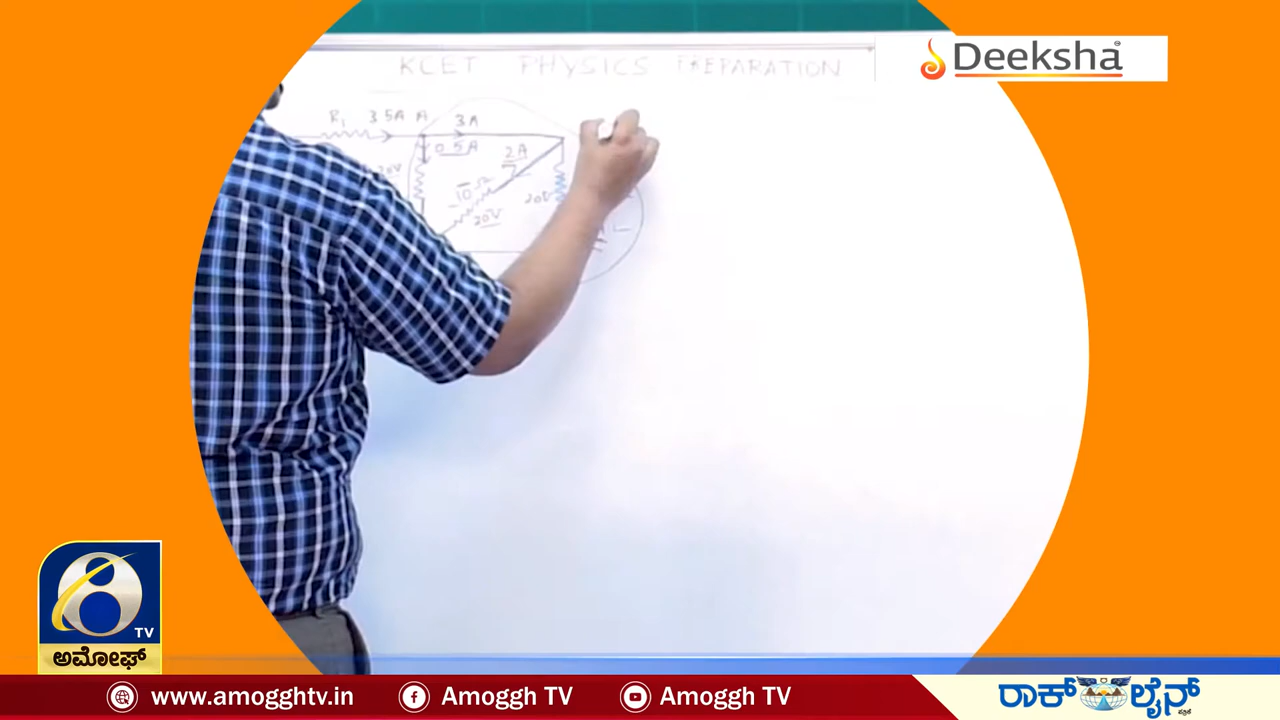 Deeksha
KCET PHYSICS PREPARATION
R₁ 3.5A A 3A
0.5A
2A
10Ω
20V
20V
20V
TV
ಅಮೋಘ್
www.amogghtv.in
Amoggh TV
Amoggh TV
ರಾಕ್ ಲೈನ್